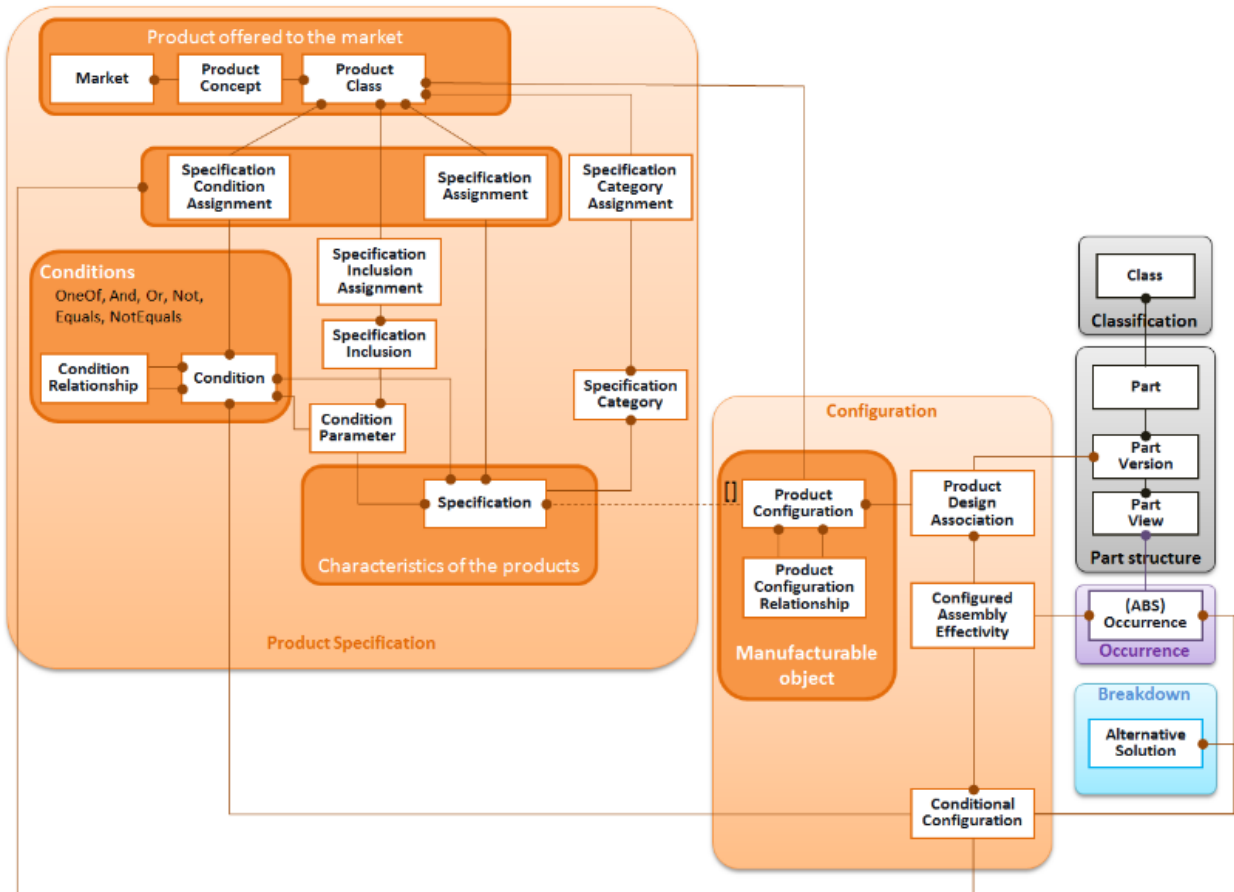 Product offered to the market
Market
Product
Concept
Product
Class
Specification
Condition
Assignment
Specification
Assignment
Specification
Category
Assignment
Specification
Inclusion
Assignment
Conditions
OneOf, And, Or, Not,
Equals, NotEquals
Specification
Inclusion
Condition
Relationship
Condition
Condition
Parameter
Specification
Category
Specification
Characteristics of the products
Product Specification
Configuration
[]
Product
Configuration
Product
Configuration
Relationship
Manufacturable
object
Product
Design
Association
Configured
Assembly
Effectivity
Conditional
Configuration
Class
Classification
Part
Part
Version
Part
View
Part structure
(ABS)
Occurrence
Occurrence
Breakdown
Alternative
Solution